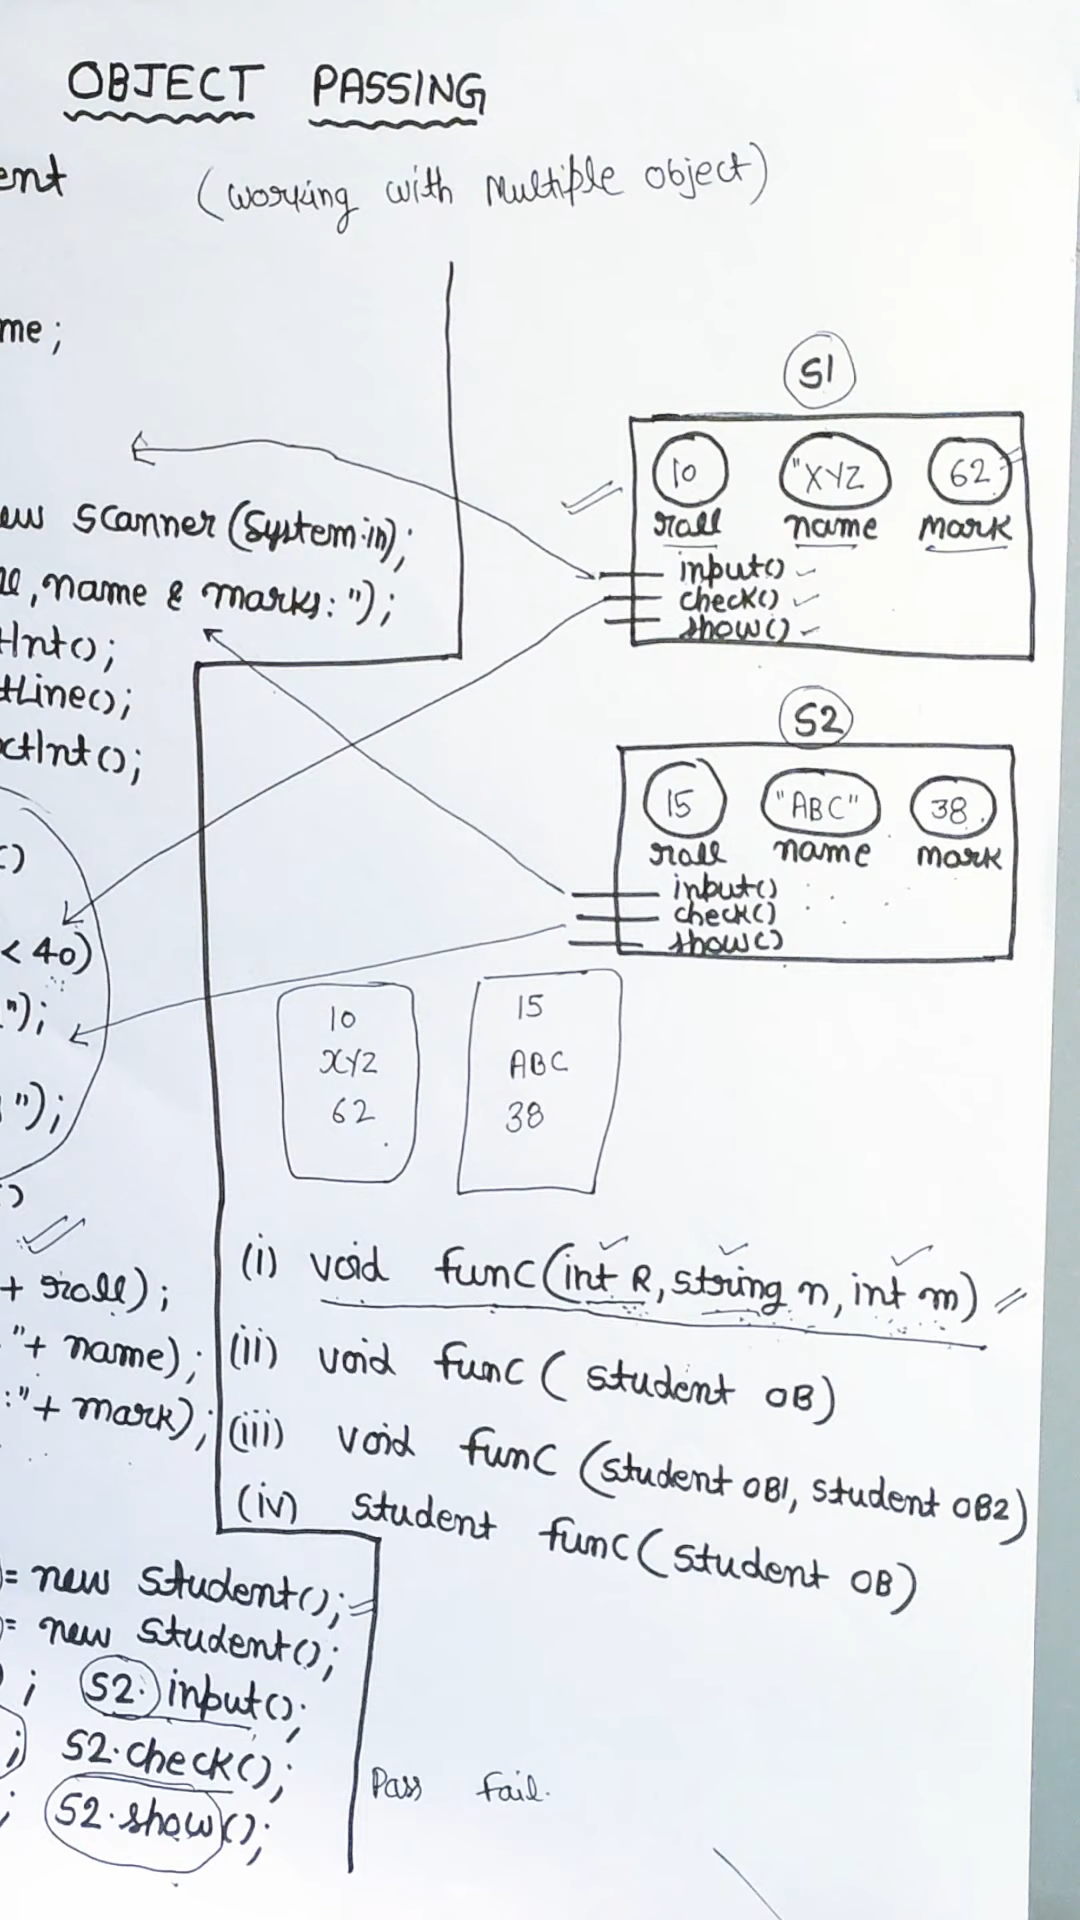 OBJECT PASSING
ent (Working with Multiple Object)
me;
ew Scanner(System.in);
, name & marks:");
tInt();
tLine();
xtInt();
)
< 40)
");
");
)
+ roll);
"+ name);
:"+ mark);
= new Student();
= new Student();
; S2.input();
; S2.check();
; S2.show();
S1
10 "XYZ 62
roll name mark
input()
check()
show()
S2
15 "ABC" 38
roll name mark
input()
check()
show()
10
XYZ
62
15
ABC
38
(i) void func(int R, string n, int m)
(ii) void func( student OB)
(iii) void func (student OB1, student OB2)
(iv) student func(student OB)
Pass Fail.